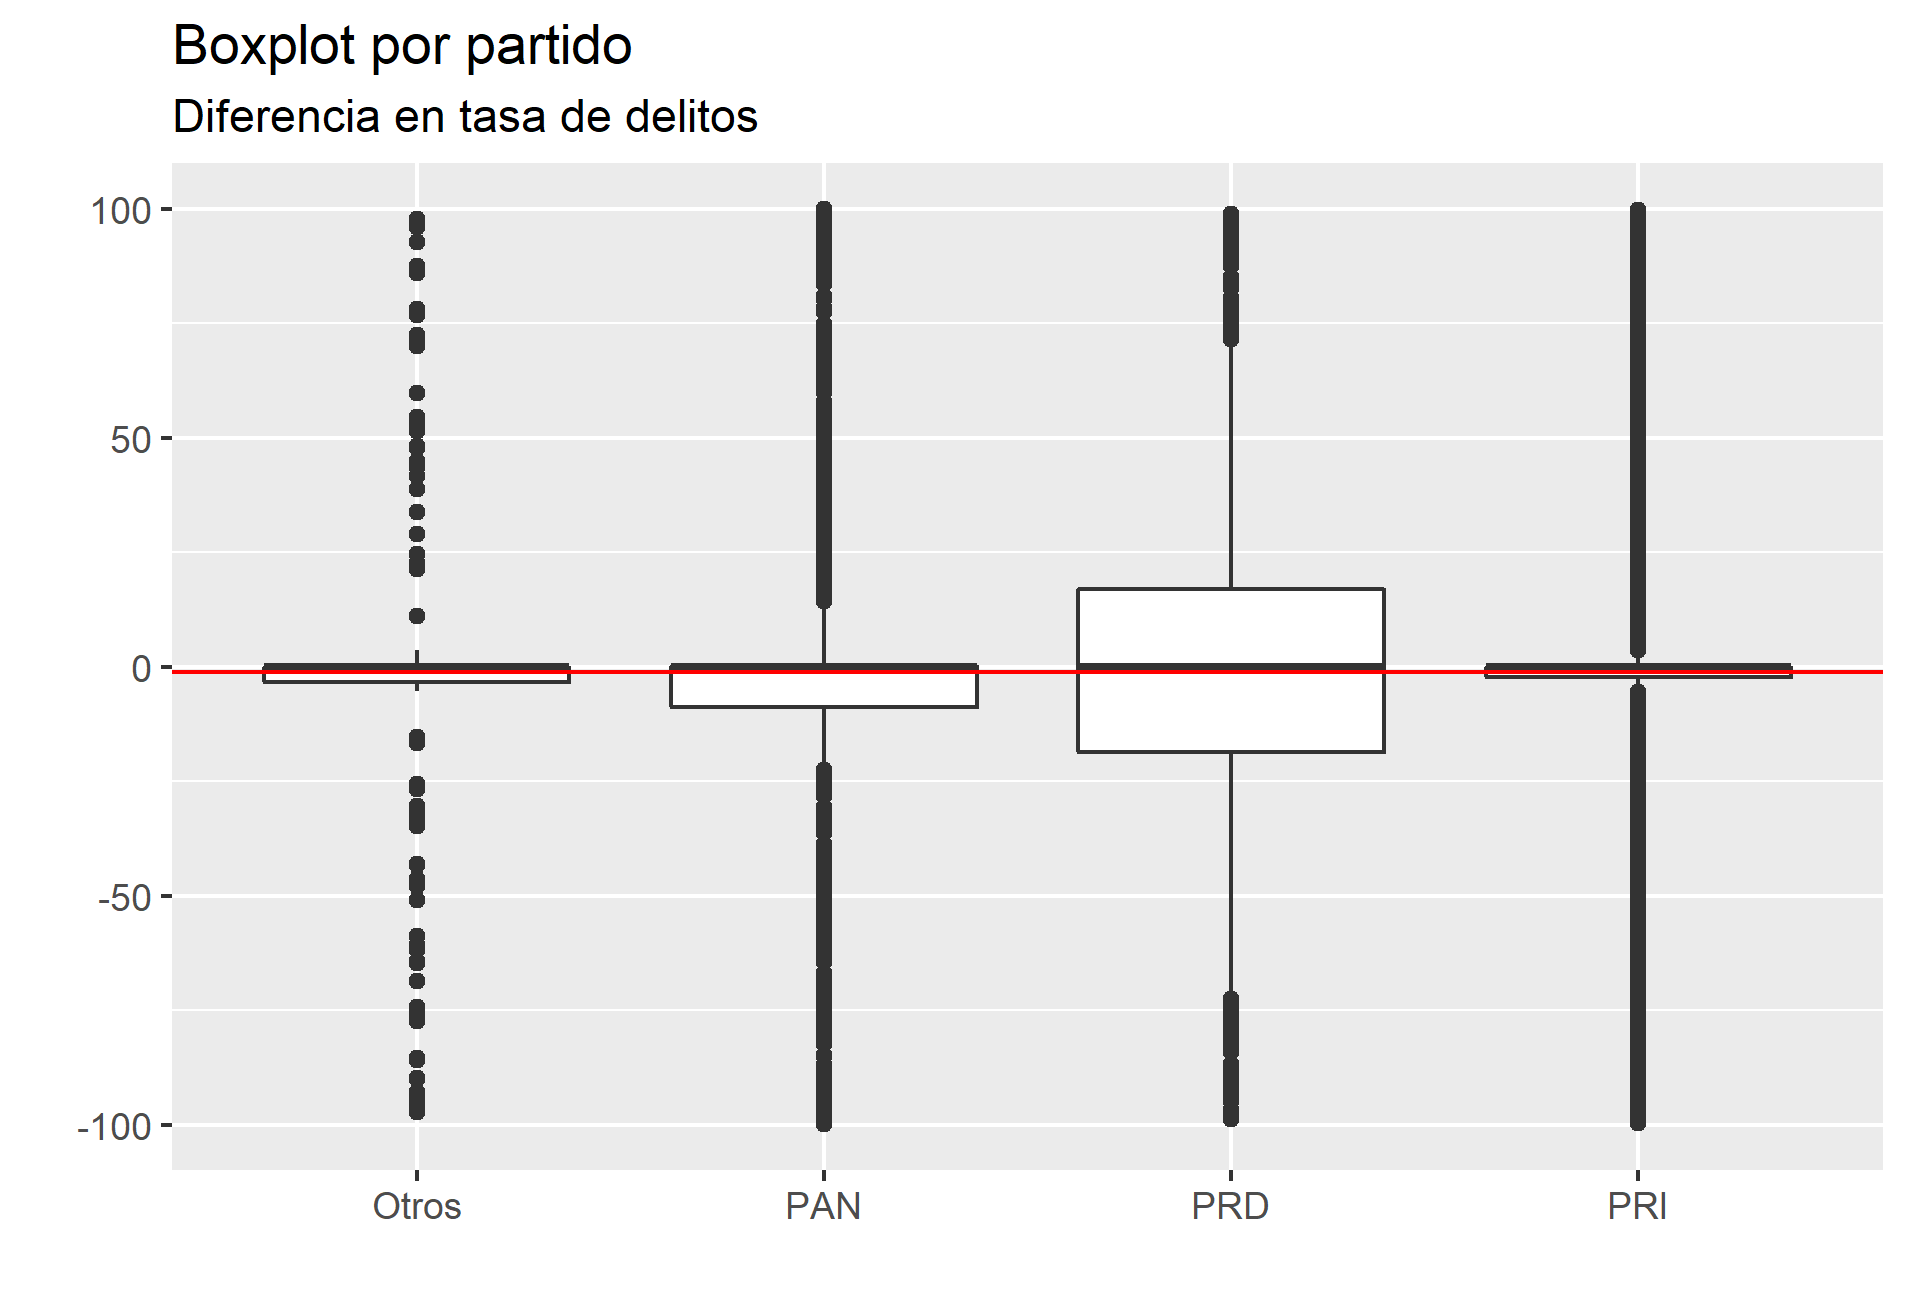 Boxplot por partido
Diferencia en tasa de delitos
100
50
0
-50
-100
Otros PAN PRD PRI